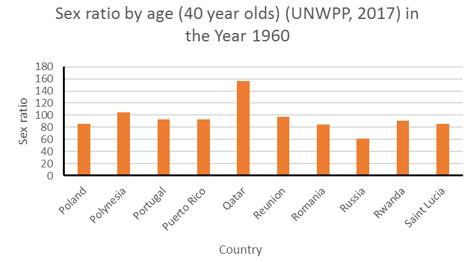 Sex ratio by age (40 year olds) (UNWPP, 2017) in
the Year 1960
180
160
140
120
100
80
60
40
20
0
Sex ratio
Poland
Polynesia
Portugal
Puerto Rico
Qatar
Reunion
Romania
Russia
Rwanda
Saint Lucia
Country